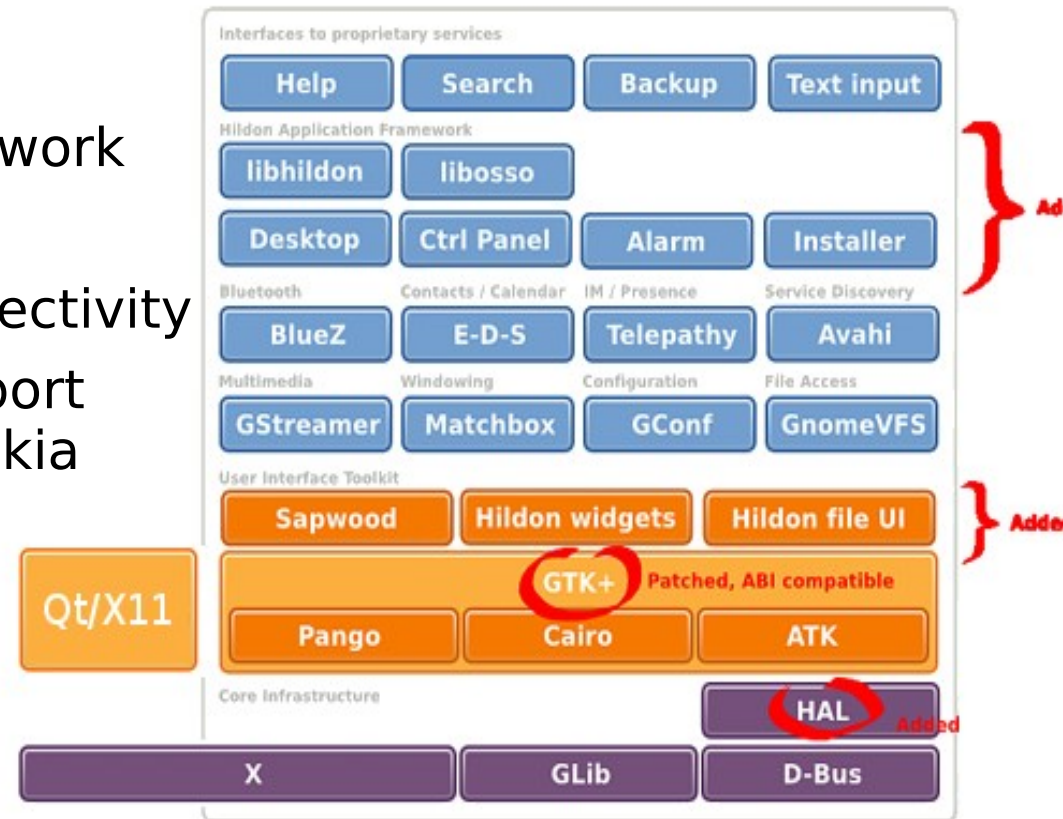 Interfaces to proprietary services
Help Search Backup Text input
work
Hildon Application Framework
libhildon libosso
Ad
Desktop Ctrl Panel Alarm Installer
Bluetooth Contacts / Calendar IM / Presence Service Discovery
ectivity
BlueZ E-D-S Telepathy Avahi
Multimedia Windowing Configuration File Access
port
GStreamer Matchbox GConf GnomeVFS
kia
User Interface Toolkit
Sapwood Hildon widgets Hildon file UI
Added
GTK+ Patched, ABI compatible
Qt/X11
Pango Cairo ATK
Core Infrastructure
HAL
Added
X GLib D-Bus